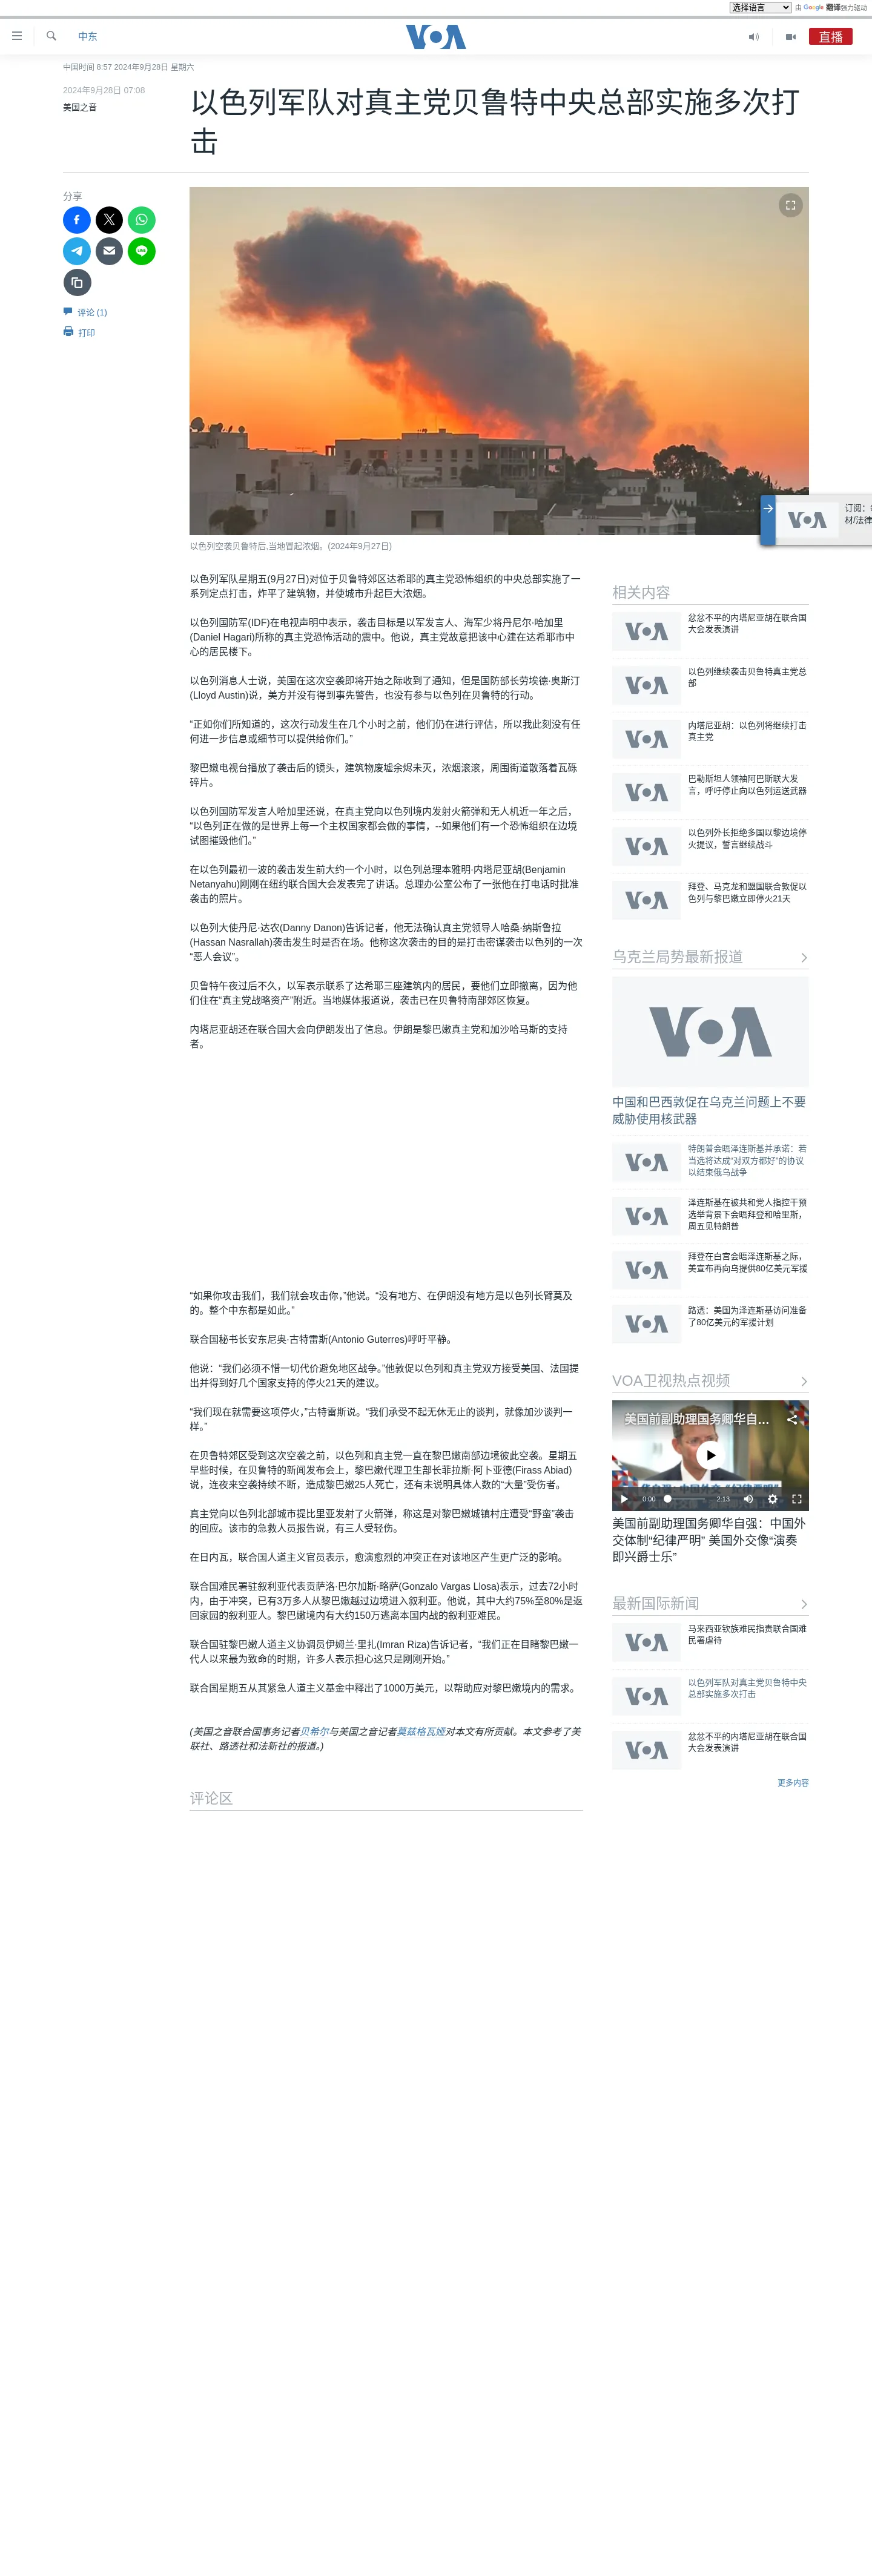 选择语言 由 Google 翻译强力驱动
中东 VOA 直播
中国时间 8:57 2024年9月28日 星期六
2024年9月28日 07:08
美国之音
以色列军队对真主党贝鲁特中央总部实施多次打
击
分享
评论 (1)
打印
以色列空袭贝鲁特后,当地冒起浓烟。(2024年9月27日)
以色列军队星期五(9月27日)对位于贝鲁特郊区达希耶的真主党恐怖组织的中央总部实施了一
系列定点打击，炸平了建筑物，并使城市升起巨大浓烟。
以色列国防军(IDF)在电视声明中表示，袭击目标是以军发言人、海军少将丹尼尔·哈加里
(Daniel Hagari)所称的真主党恐怖活动的震中。他说，真主党故意把该中心建在达希耶市中
心的居民楼下。
以色列消息人士说，美国在这次空袭即将开始之际收到了通知，但是国防部长劳埃德·奥斯汀
(Lloyd Austin)说，美方并没有得到事先警告，也没有参与以色列在贝鲁特的行动。
“正如你们所知道的，这次行动发生在几个小时之前，他们仍在进行评估，所以我此刻没有任
何进一步信息或细节可以提供给你们。”
黎巴嫩电视台播放了袭击后的镜头，建筑物废墟余烬未灭，浓烟滚滚，周围街道散落着瓦砾
碎片。
以色列国防军发言人哈加里还说，在真主党向以色列境内发射火箭弹和无人机近一年之后，
“以色列正在做的是世界上每一个主权国家都会做的事情，--如果他们有一个恐怖组织在边境
试图摧毁他们。”
在以色列最初一波的袭击发生前大约一个小时，以色列总理本雅明·内塔尼亚胡(Benjamin
Netanyahu)刚刚在纽约联合国大会发表完了讲话。总理办公室公布了一张他在打电话时批准
袭击的照片。
以色列大使丹尼·达农(Danny Danon)告诉记者，他无法确认真主党领导人哈桑·纳斯鲁拉
(Hassan Nasrallah)袭击发生时是否在场。他称这次袭击的目的是打击密谋袭击以色列的一次
“恶人会议”。
贝鲁特午夜过后不久，以军表示联系了达希耶三座建筑内的居民，要他们立即撤离，因为他
们住在“真主党战略资产”附近。当地媒体报道说，袭击已在贝鲁特南部郊区恢复。
内塔尼亚胡还在联合国大会向伊朗发出了信息。伊朗是黎巴嫩真主党和加沙哈马斯的支持
者。
“如果你攻击我们，我们就会攻击你，”他说。“没有地方、在伊朗没有地方是以色列长臂莫及
的。整个中东都是如此。”
联合国秘书长安东尼奥·古特雷斯(Antonio Guterres)呼吁平静。
他说：“我们必须不惜一切代价避免地区战争。”他敦促以色列和真主党双方接受美国、法国提
出并得到好几个国家支持的停火21天的建议。
“我们现在就需要这项停火，”古特雷斯说。“我们承受不起无休无止的谈判，就像加沙谈判一
样。”
在贝鲁特郊区受到这次空袭之前，以色列和真主党一直在黎巴嫩南部边境彼此空袭。星期五
早些时候，在贝鲁特的新闻发布会上，黎巴嫩代理卫生部长菲拉斯·阿卜亚德(Firass Abiad)
说，连夜来空袭持续不断，造成黎巴嫩25人死亡，还有未说明具体人数的“大量”受伤者。
真主党向以色列北部城市提比里亚发射了火箭弹，称这是对黎巴嫩城镇村庄遭受“野蛮”袭击
的回应。该市的急救人员报告说，有三人受轻伤。
在日内瓦，联合国人道主义官员表示，愈演愈烈的冲突正在对该地区产生更广泛的影响。
联合国难民署驻叙利亚代表贡萨洛·巴尔加斯·略萨(Gonzalo Vargas Llosa)表示，过去72小时
内，由于冲突，已有3万多人从黎巴嫩越过边境进入叙利亚。他说，其中大约75%至80%是返
回家园的叙利亚人。黎巴嫩境内有大约150万逃离本国内战的叙利亚难民。
联合国驻黎巴嫩人道主义协调员伊姆兰·里扎(Imran Riza)告诉记者，“我们正在目睹黎巴嫩一
代人以来最为致命的时期，许多人表示担心这只是刚刚开始。”
联合国星期五从其紧急人道主义基金中释出了1000万美元，以帮助应对黎巴嫩境内的需求。
(美国之音联合国事务记者贝希尔与美国之音记者莫兹格瓦娅对本文有所贡献。本文参考了美
联社、路透社和法新社的报道。)
评论区
订阅：
材/法律
相关内容
忿忿不平的内塔尼亚胡在联合国
大会发表演讲
以色列继续袭击贝鲁特真主党总
部
内塔尼亚胡：以色列将继续打击
真主党
巴勒斯坦人领袖阿巴斯联大发
言，呼吁停止向以色列运送武器
以色列外长拒绝多国以黎边境停
火提议，誓言继续战斗
拜登、马克龙和盟国联合敦促以
色列与黎巴嫩立即停火21天
乌克兰局势最新报道
VOA
中国和巴西敦促在乌克兰问题上不要
威胁使用核武器
特朗普会晤泽连斯基并承诺：若
当选将达成“对双方都好”的协议
以结束俄乌战争
泽连斯基在被共和党人指控干预
选举背景下会晤拜登和哈里斯，
周五见特朗普
拜登在白宫会晤泽连斯基之际，
美宣布再向乌提供80亿美元军援
路透：美国为泽连斯基访问准备
了80亿美元的军援计划
VOA卫视热点视频
美国前副助理国务卿华自...
0:00 2:13
美国前副助理国务卿华自强：中国外
交体制“纪律严明” 美国外交像“演奏
即兴爵士乐”
最新国际新闻
马来西亚钦族难民指责联合国难
民署虐待
以色列军队对真主党贝鲁特中央
总部实施多次打击
忿忿不平的内塔尼亚胡在联合国
大会发表演讲
更多内容